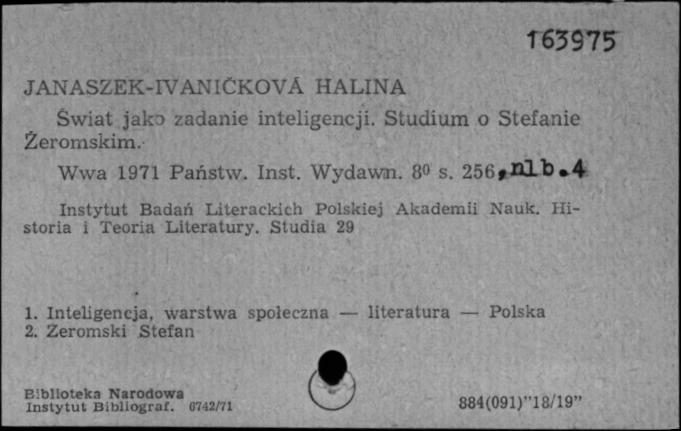 163975
JANASZEK-IVANIČKOVÁ HALINA
Świat jako zadanie inteligencji. Studium o Stefanie
Żeromskim.
Wwa 1971 Państw. Inst. Wydawn. 8⁰ s. 256, nlb.4
Instytut Badań Literackich Polskiej Akademii Nauk. Hi-
storia i Teoria Literatury. Studia 29
1. Inteligencja, warstwa społeczna — literatura — Polska
2. Żeromski Stefan
Biblioteka Narodowa
Instytut Bibliograf. 6742/71
884(091)"18/19"